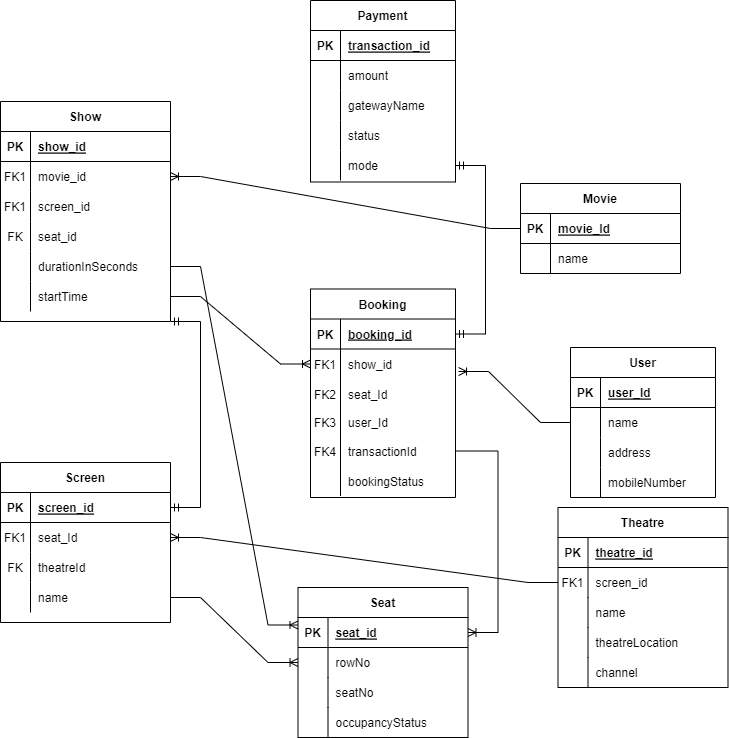 Payment
PK transaction_id
amount
gatewayName
status
mode
Show
PK show_id
FK1 movie_id
FK1 screen_id
FK seat_id
durationInSeconds
startTime
Movie
PK movie_Id
name
Booking
PK booking_id
FK1 show_id
FK2 seat_Id
FK3 user_Id
FK4 transactionId
bookingStatus
User
PK user_Id
name
address
mobileNumber
Screen
PK screen_id
FK1 seat_Id
FK theatreId
name
Theatre
PK theatre_id
FK1 screen_id
name
theatreLocation
channel
Seat
PK seat_id
rowNo
seatNo
occupancyStatus